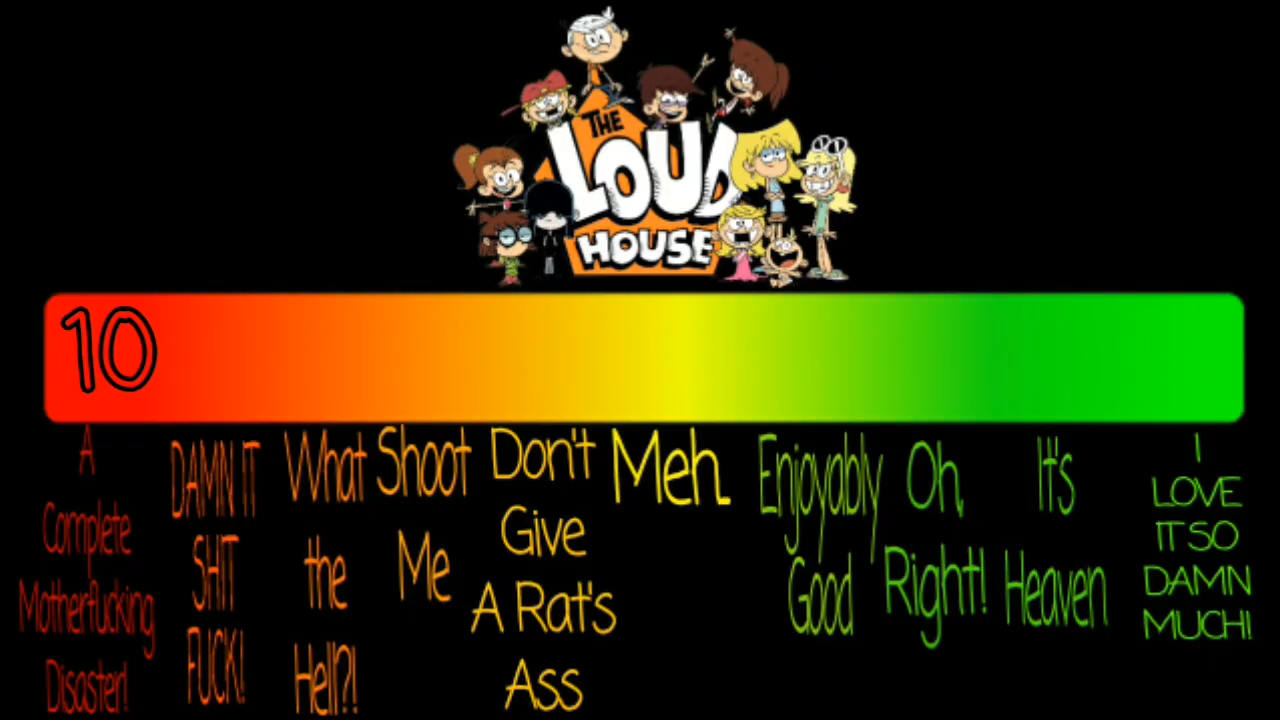 THE
LOUD
HOUSE
10
A
Complete
Motherfucking
Disaster!
DAMN IT
SHIT
FUCK!
What
the
Hell?!
Shoot
Me
Don't
Give
A Rat's
Ass
Meh.
Enjoyably
Good
Oh,
Right!
It's
Heaven
I
LOVE
IT SO
DAMN
MUCH!